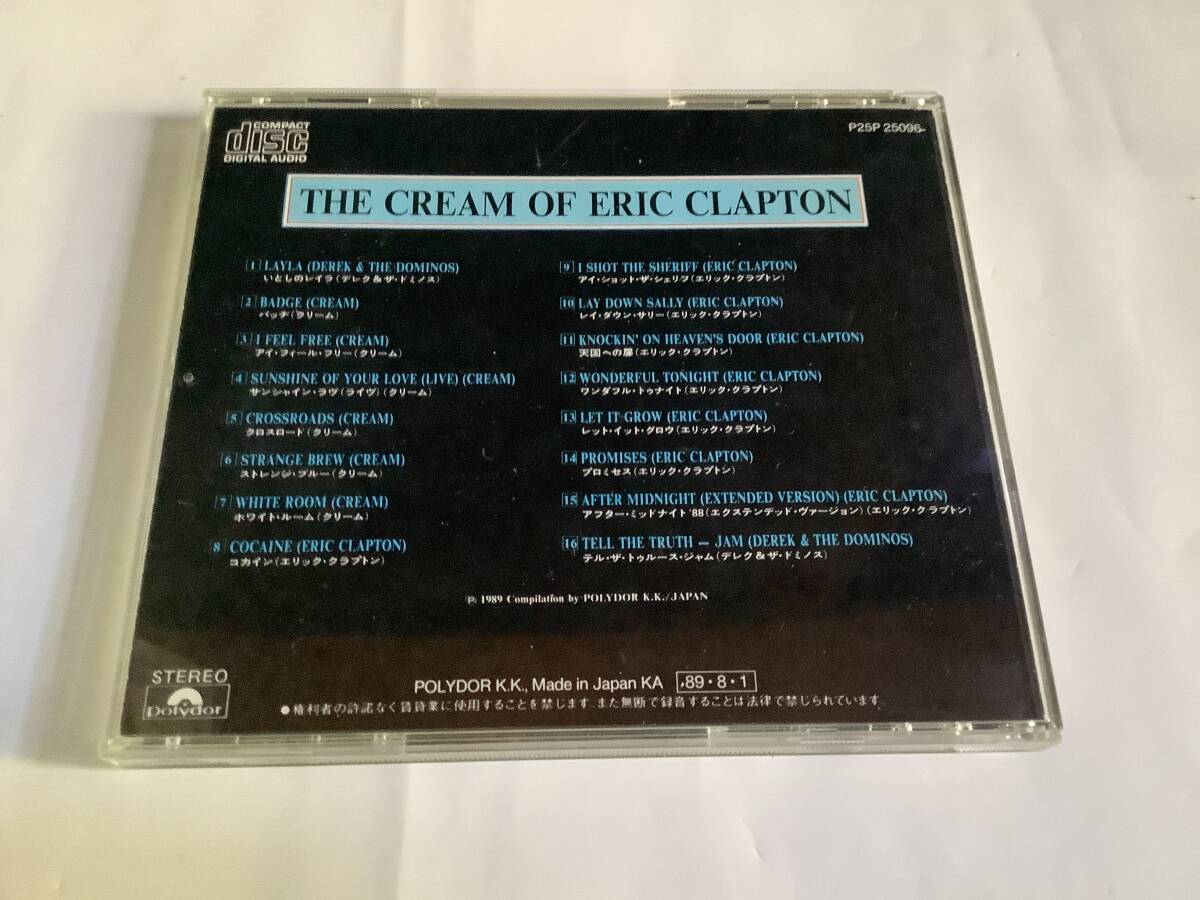 COMPACT
disc
DIGITAL AUDIO
P25P 25096
THE CREAM OF ERIC CLAPTON
1 LAYLA (DEREK & THE DOMINOS)
いとしのレイラ(デレク&ザ・ドミノス)
2 BADGE (CREAM)
バッヂ(クリーム)
3 I FEEL FREE (CREAM)
アイ・フィール・フリー(クリーム)
4 SUNSHINE OF YOUR LOVE (LIVE) (CREAM)
サンシャイン・ラヴ(ライヴ)(クリーム)
5 CROSSROADS (CREAM)
クロスロード(クリーム)
6 STRANGE BREW (CREAM)
ストレンジ・ブルー(クリーム)
7 WHITE ROOM (CREAM)
ホワイト・ルーム(クリーム)
8 COCAINE (ERIC CLAPTON)
コカイン(エリック・クラプトン)
9 I SHOT THE SHERIFF (ERIC CLAPTON)
アイ・ショット・ザ・シェリフ(エリック・クラプトン)
10 LAY DOWN SALLY (ERIC CLAPTON)
レイ・ダウン・サリー(エリック・クラプトン)
11 KNOCKIN' ON HEAVEN'S DOOR (ERIC CLAPTON)
天国への扉(エリック・クラプトン)
12 WONDERFUL TONIGHT (ERIC CLAPTON)
ワンダフル・トゥナイト(エリック・クラプトン)
13 LET IT GROW (ERIC CLAPTON)
レット・イット・グロウ(エリック・クラプトン)
14 PROMISES (ERIC CLAPTON)
プロミセス(エリック・クラプトン)
15 AFTER MIDNIGHT (EXTENDED VERSION) (ERIC CLAPTON)
アフター・ミッドナイト'88(エクステンデッド・ヴァージョン)(エリック・クラプトン)
16 TELL THE TRUTH — JAM (DEREK & THE DOMINOS)
テル・ザ・トゥルース・ジャム(デレク&ザ・ドミノス)
℗ 1989 Compilation by POLYDOR K.K./JAPAN
STEREO
Polydor
POLYDOR K.K., Made in Japan KA ,89・8・1
●権利者の許諾なく賃貸業に使用することを禁じます。また無断で録音することは法律で禁じられています。